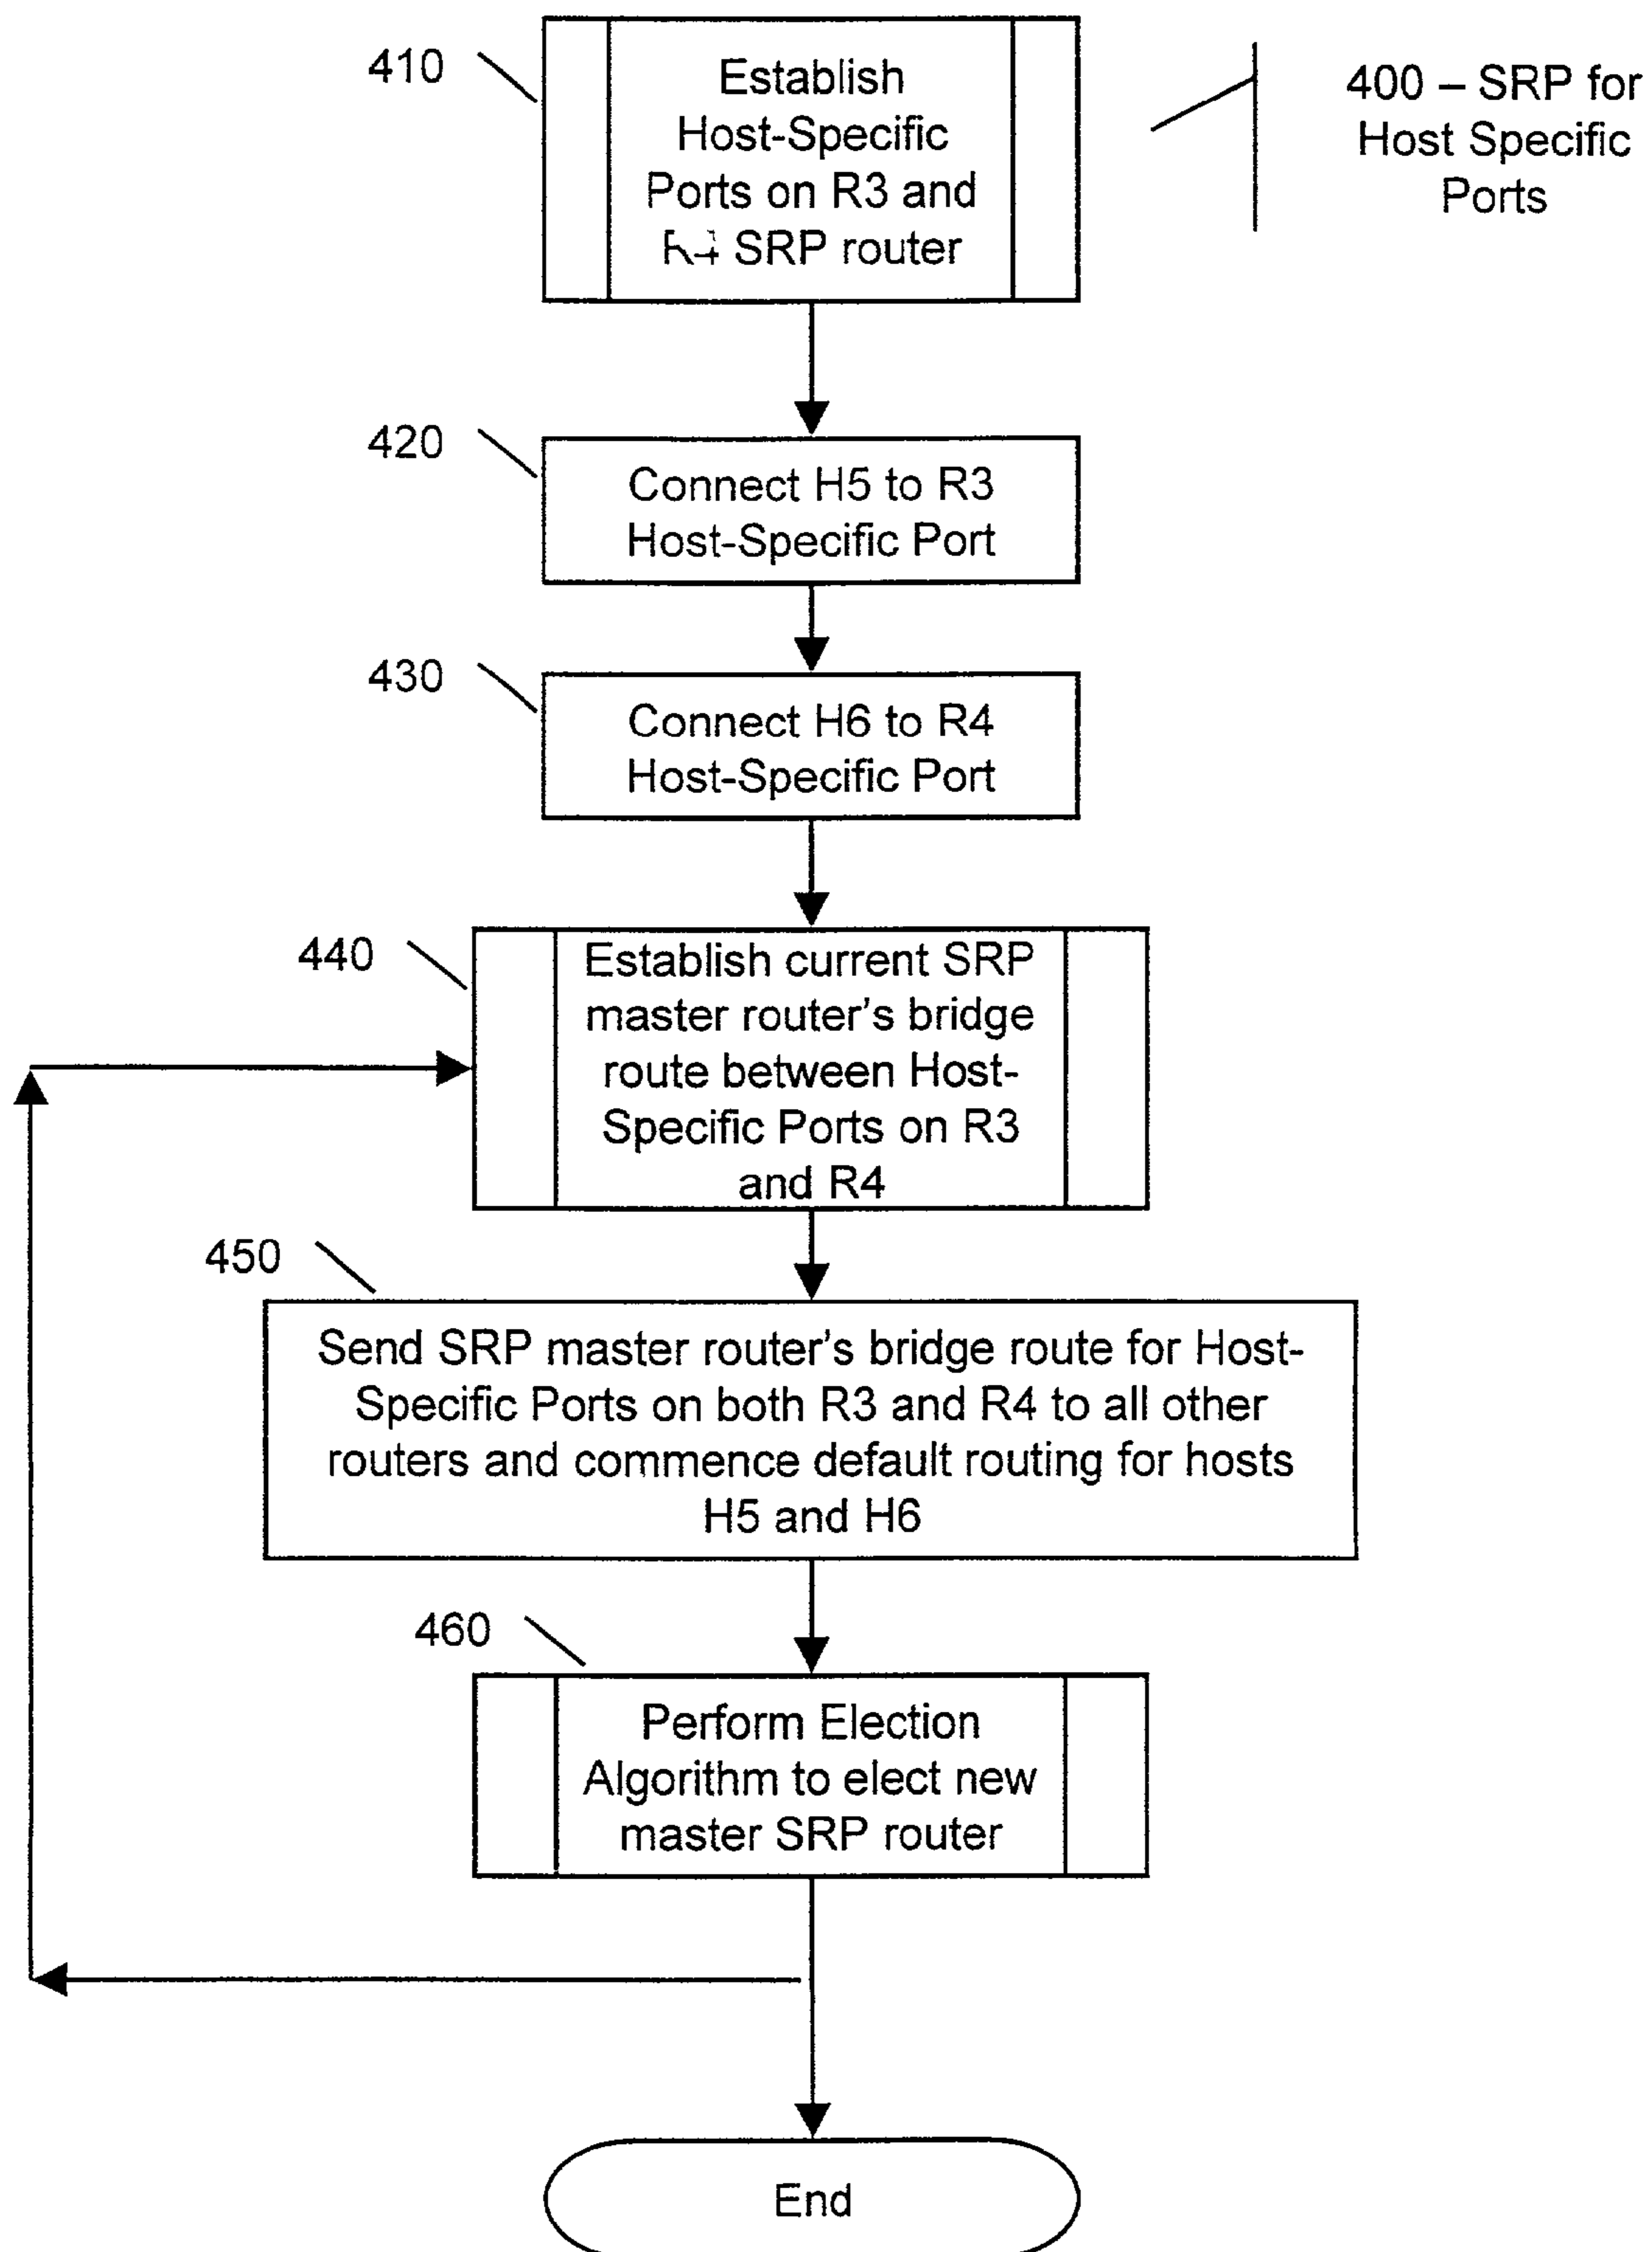 410
Establish
Host-Specific
Ports on R3 and
R4 SRP router
400 – SRP for
Host Specific
Ports
420
Connect H5 to R3
Host-Specific Port
430
Connect H6 to R4
Host-Specific Port
440
Establish current SRP
master router's bridge
route between Host-
Specific Ports on R3
and R4
450
Send SRP master router's bridge route for Host-
Specific Ports on both R3 and R4 to all other
routers and commence default routing for hosts
H5 and H6
460
Perform Election
Algorithm to elect new
master SRP router
End